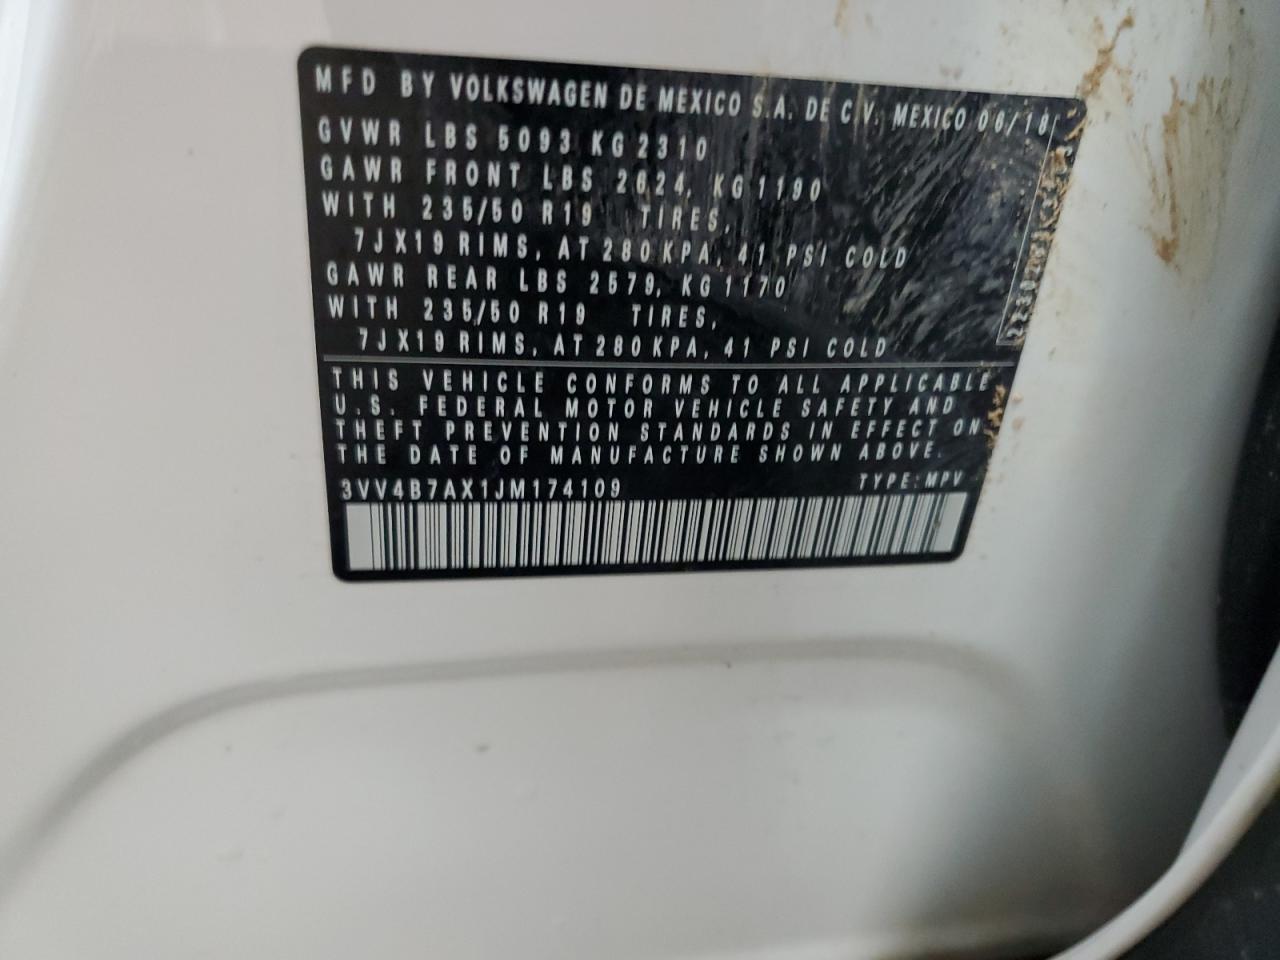 MFD BY VOLKSWAGEN DE MEXICO S.A. DE C.V. MEXICO 06/18
GVWR LBS 5093 KG 2310
GAWR FRONT LBS 2624, KG 1190
WITH 235/50 R19 TIRES,
7JX19 RIMS, AT 280 KPA, 41 PSI COLD
GAWR REAR LBS 2579, KG 1170
WITH 235/50 R19 TIRES,
7JX19 RIMS, AT 280 KPA, 41 PSI COLD
THIS VEHICLE CONFORMS TO ALL APPLICABLE
U.S. FEDERAL MOTOR VEHICLE SAFETY AND
THEFT PREVENTION STANDARDS IN EFFECT ON
THE DATE OF MANUFACTURE SHOWN ABOVE.
3VV4B7AX1JM174109 TYPE: MPV